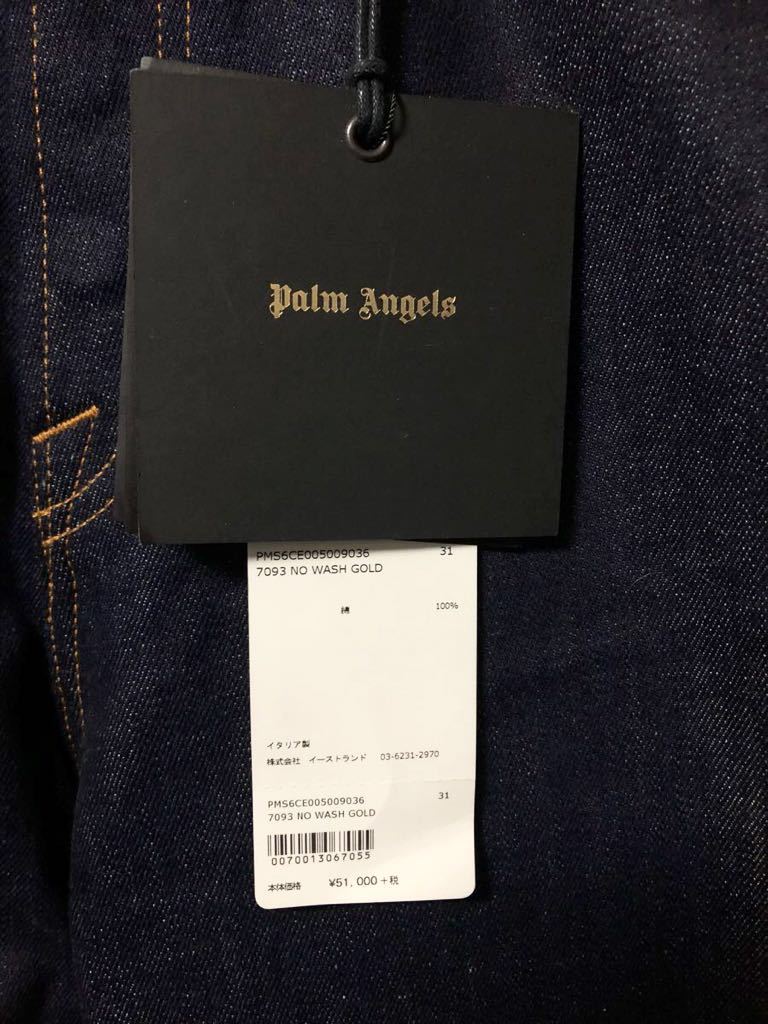 Palm Angels
PMS6CE005009036 31
7093 NO WASH GOLD
綿 100%
イタリア製
株式会社 イーストランド 03-6231-2970
PMS6CE005009036 31
7093 NO WASH GOLD
0070013067055
本体価格 ¥51,000+税